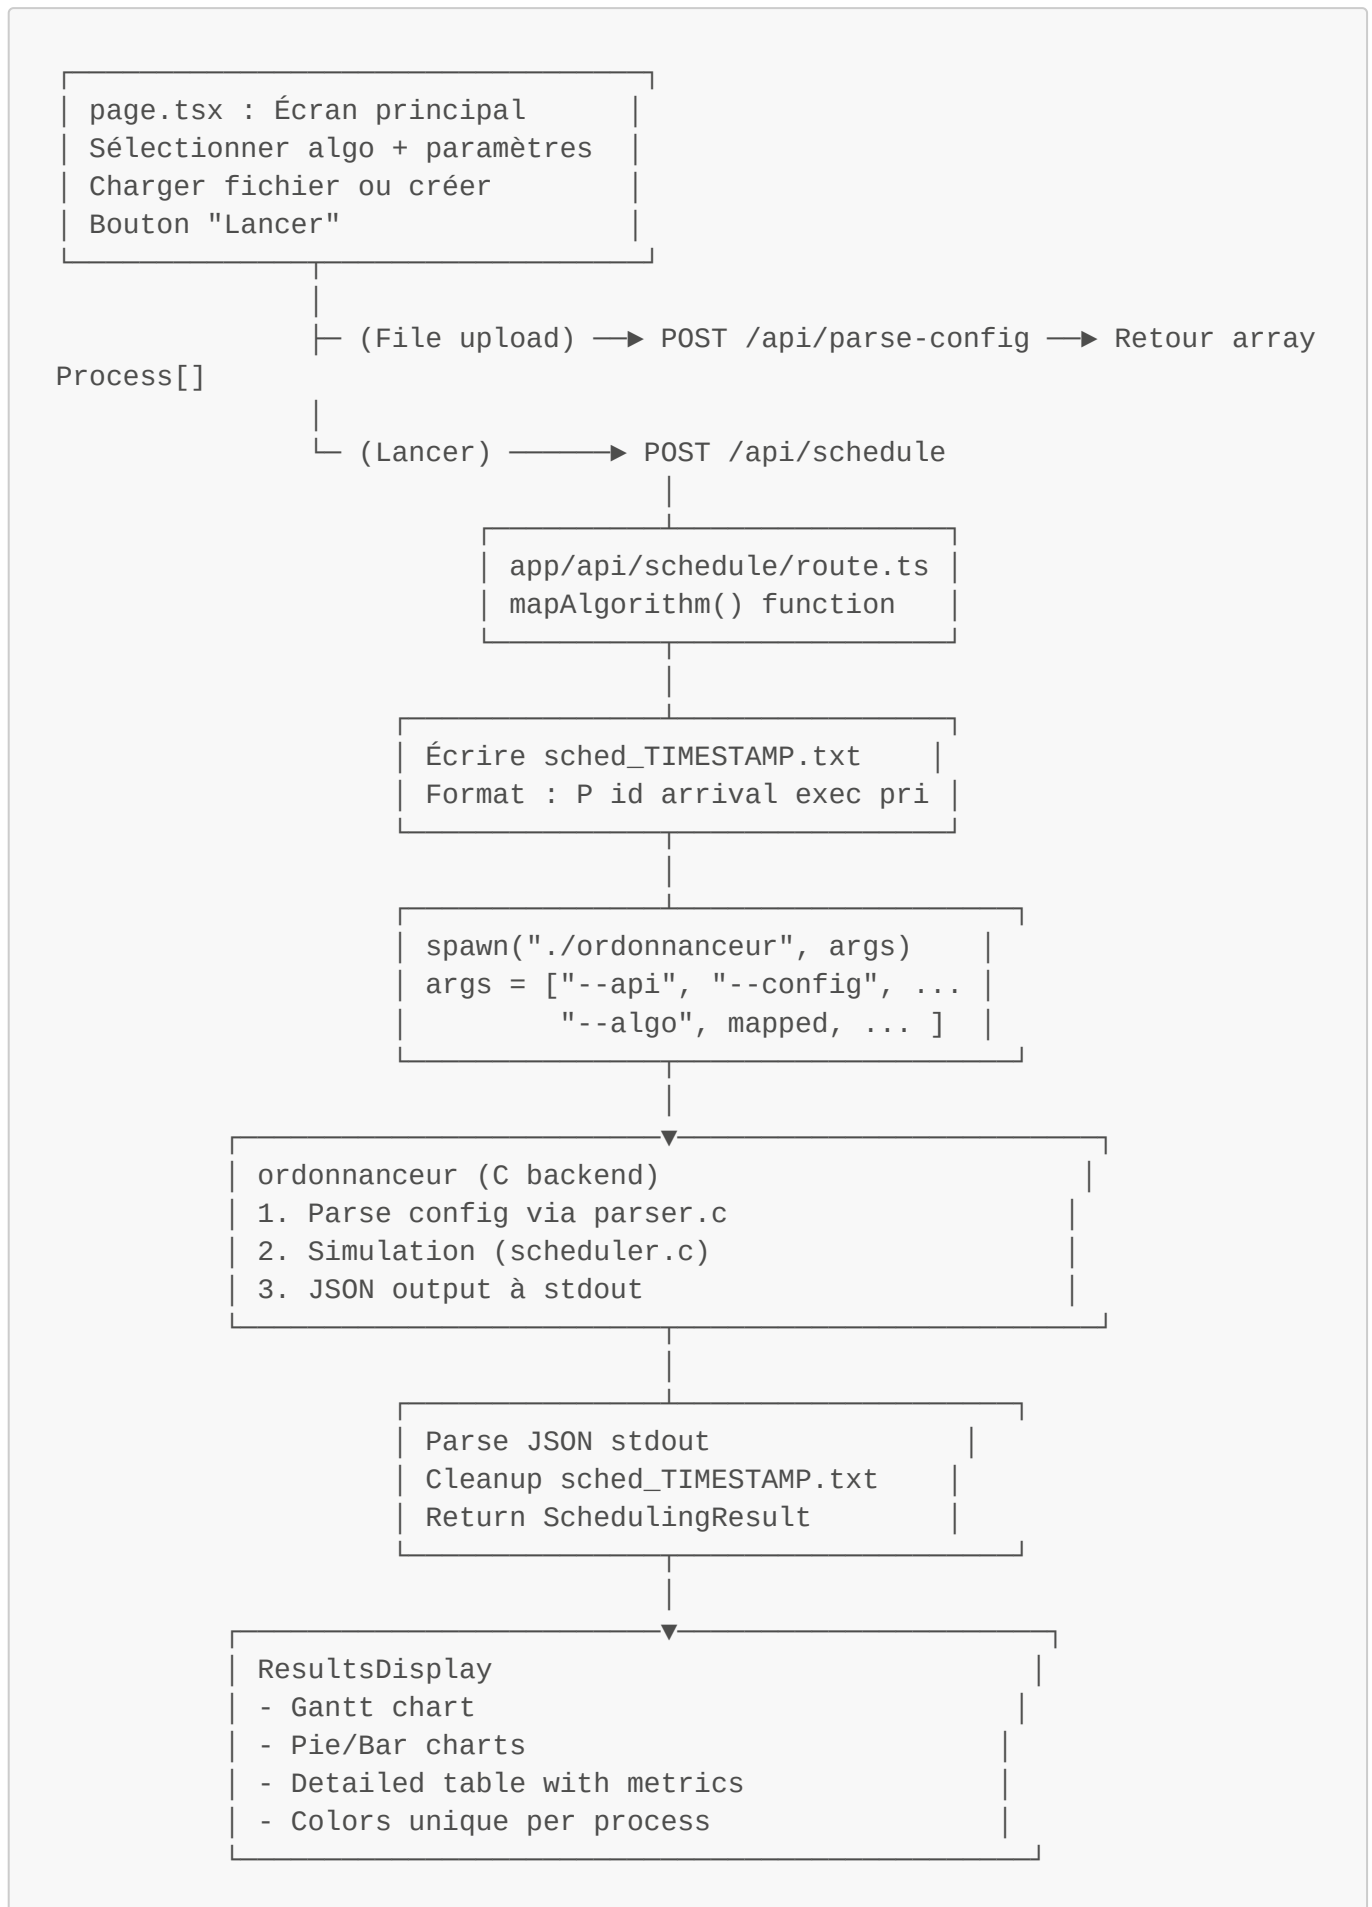 page.tsx : Écran principal
Sélectionner algo + paramètres
Charger fichier ou créer
Bouton "Lancer"
(File upload) ──► POST /api/parse-config ──► Retour array
Process[]
(Lancer) ──────► POST /api/schedule
app/api/schedule/route.ts
mapAlgorithm() function
Écrire sched_TIMESTAMP.txt
Format : P id arrival exec pri
spawn("./ordonnanceur", args)
args = ["--api", "--config", ...
"--algo", mapped, ... ]
ordonnanceur (C backend)
1. Parse config via parser.c
2. Simulation (scheduler.c)
3. JSON output à stdout
Parse JSON stdout
Cleanup sched_TIMESTAMP.txt
Return SchedulingResult
ResultsDisplay
- Gantt chart
- Pie/Bar charts
- Detailed table with metrics
- Colors unique per process